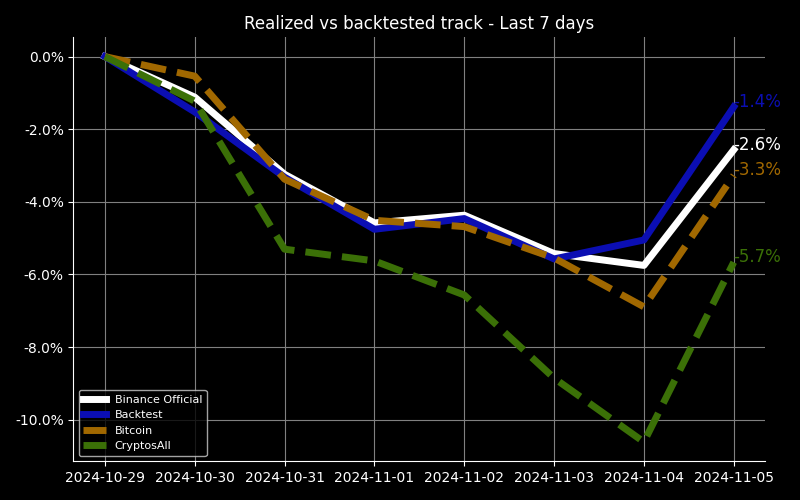 Realized vs backtested track - Last 7 days
0.0%
-2.0%
-4.0%
-6.0%
-8.0%
-10.0%
-1.4%
-2.6%
-3.3%
-5.7%
Binance Official
Backtest
Bitcoin
CryptosAll
2024-10-29 2024-10-30 2024-10-31 2024-11-01 2024-11-02 2024-11-03 2024-11-04 2024-11-05